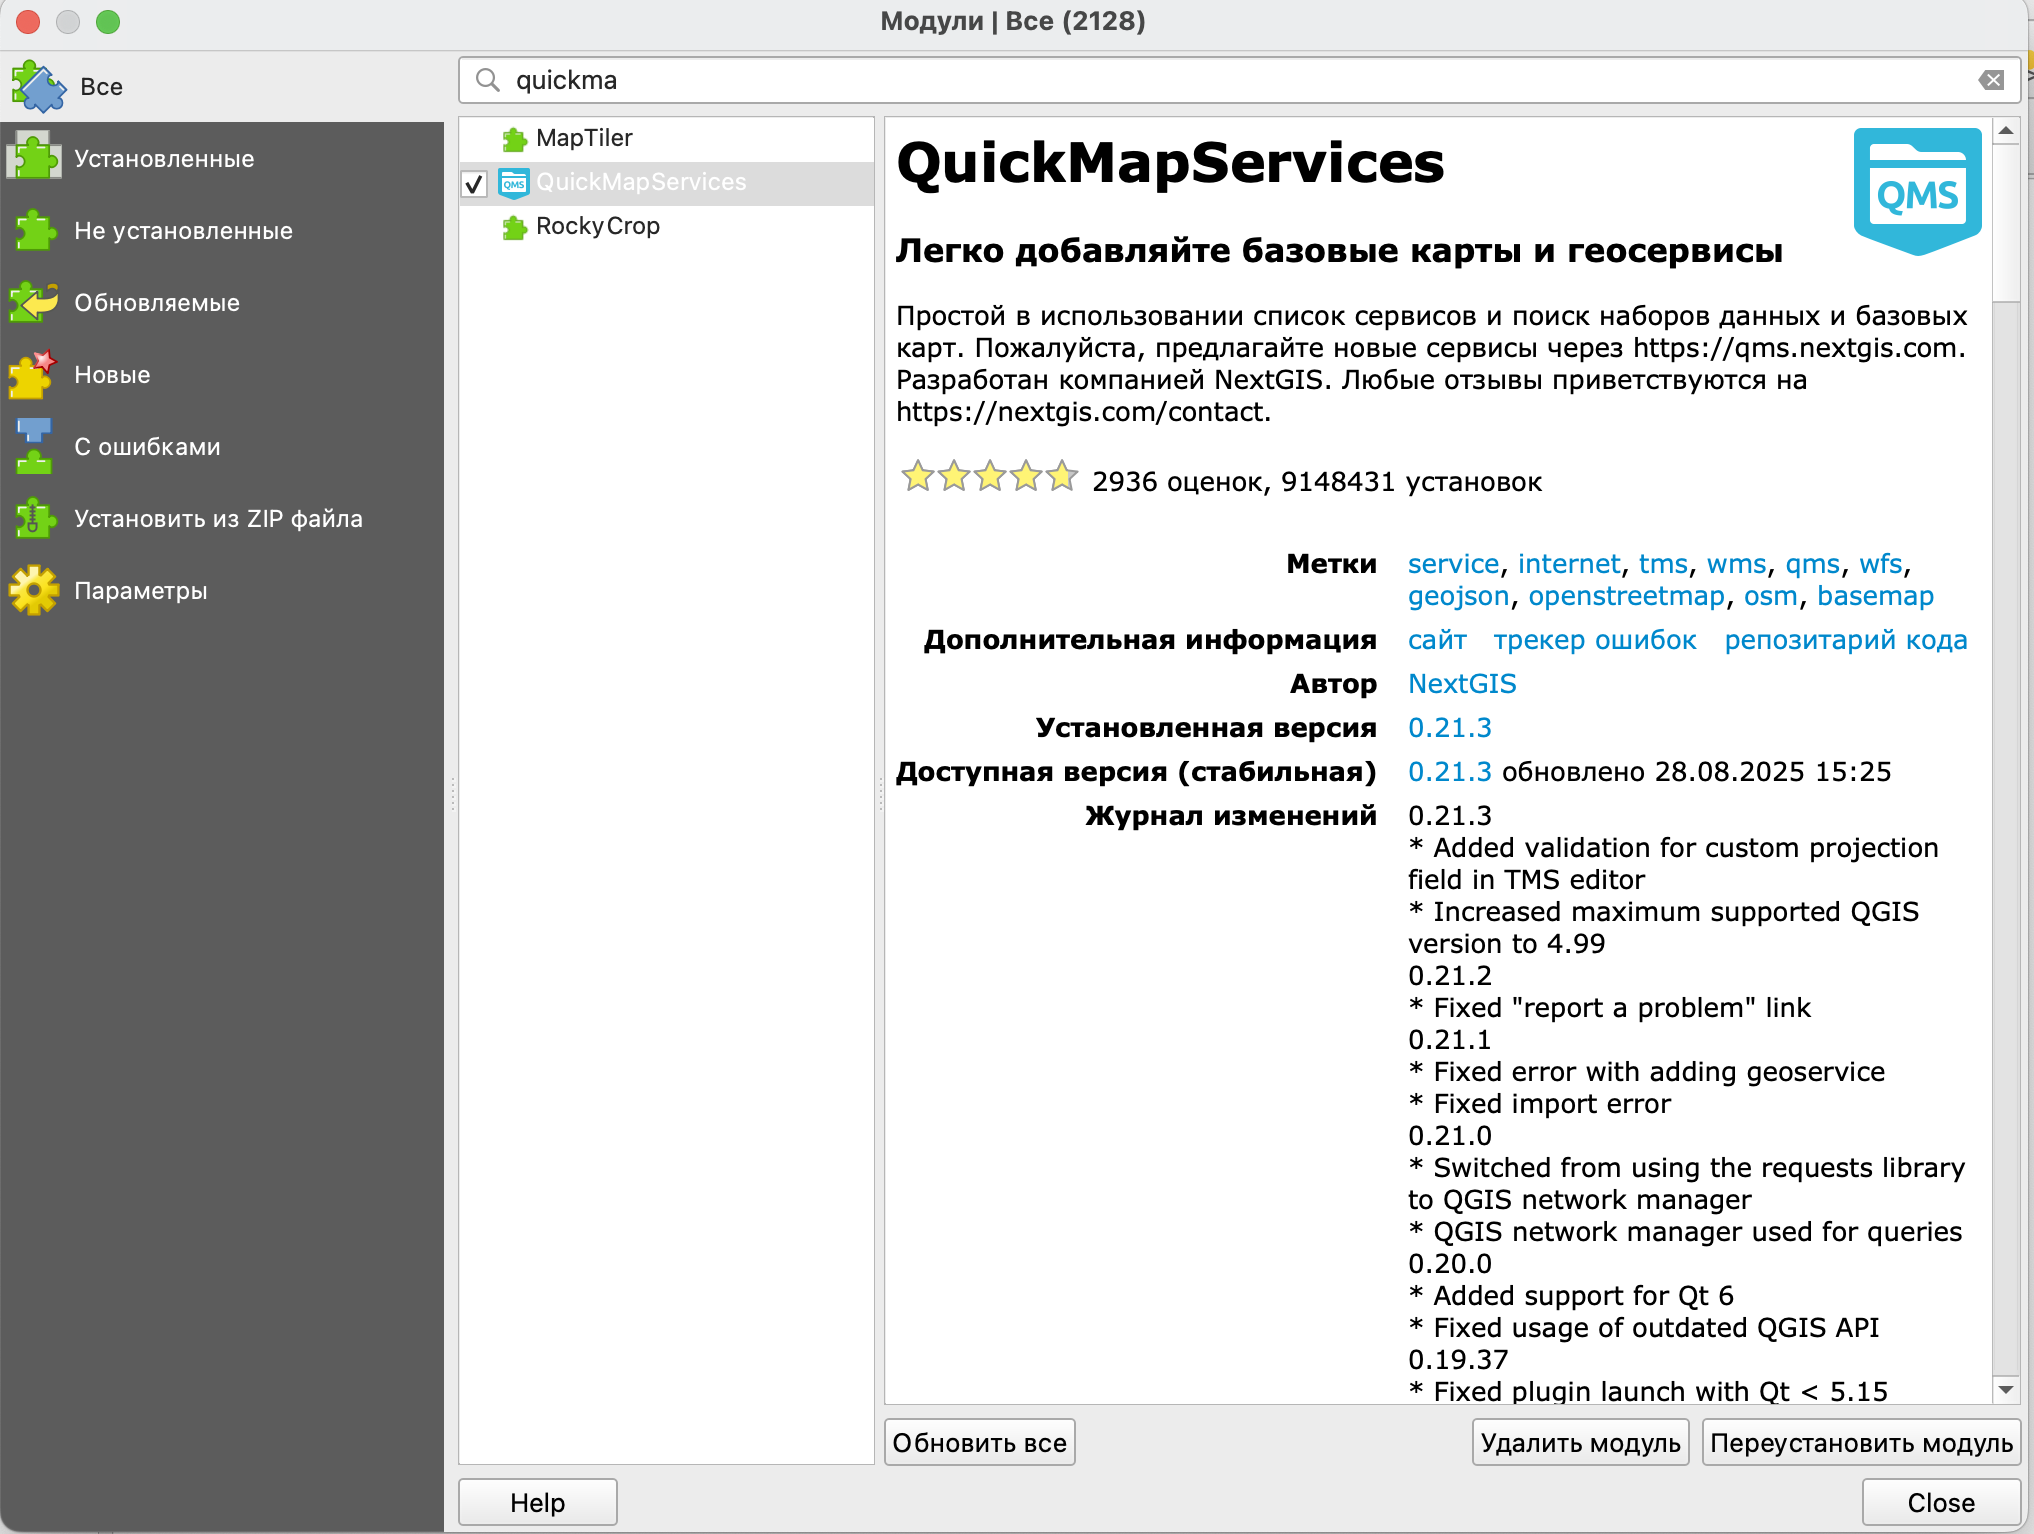 Модули | Все (2128)
Все
Установленные
Не установленные
Обновляемые
Новые
С ошибками
Установить из ZIP файла
Параметры
quickma
MapTiler
QMS QuickMapServices
RockyCrop
QuickMapServices
QMS
Легко добавляйте базовые карты и геосервисы
Простой в использовании список сервисов и поиск наборов данных и базовых
карт. Пожалуйста, предлагайте новые сервисы через https://qms.nextgis.com.
Разработан компанией NextGIS. Любые отзывы приветствуются на
https://nextgis.com/contact.
2936 оценок, 9148431 установок
Метки service, internet, tms, wms, qms, wfs,
geojson, openstreetmap, osm, basemap
Дополнительная информация сайт трекер ошибок репозитарий кода
Автор NextGIS
Установленная версия 0.21.3
Доступная версия (стабильная) 0.21.3 обновлено 28.08.2025 15:25
Журнал изменений 0.21.3
* Added validation for custom projection
field in TMS editor
* Increased maximum supported QGIS
version to 4.99
0.21.2
* Fixed "report a problem" link
0.21.1
* Fixed error with adding geoservice
* Fixed import error
0.21.0
* Switched from using the requests library
to QGIS network manager
* QGIS network manager used for queries
0.20.0
* Added support for Qt 6
* Fixed usage of outdated QGIS API
0.19.37
* Fixed plugin launch with Qt < 5.15
Обновить все
Удалить модуль
Переустановить модуль
Help
Close